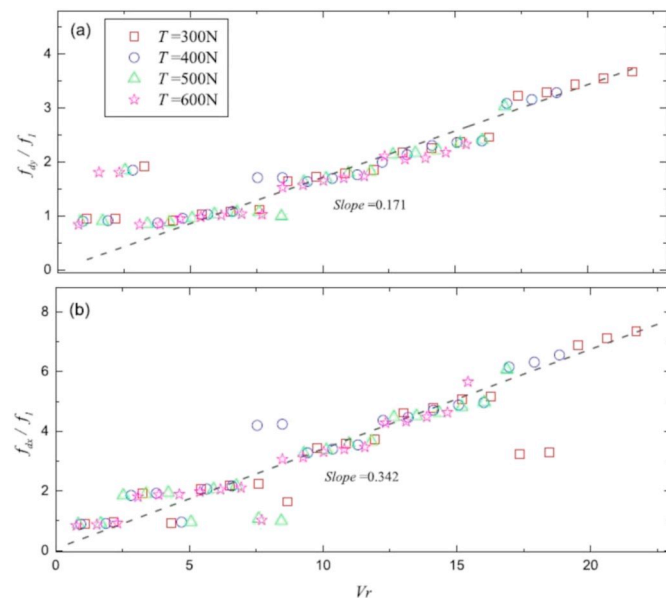 (a)
T =300N
T =400N
T =500N
T =600N
4
3
2
1
0
f_dy / f_1
Slope =0.171
(b)
8
6
4
2
0
f_dx / f_1
Slope =0.342
0 5 10 15 20
Vr